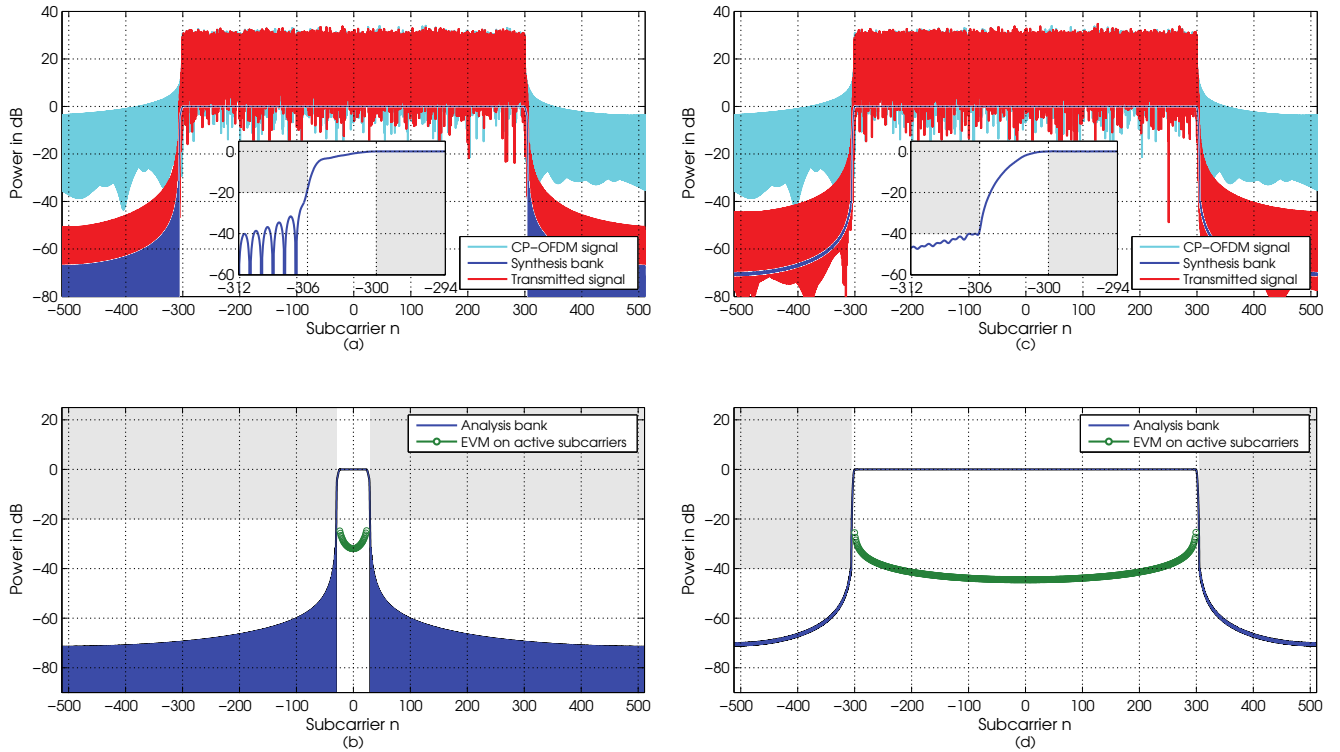 40
20
0
−20
−40
−60
−80
Power in dB
0
−20
−40
−60
−312
−306
−300
−294
CP−OFDM signal
Synthesis bank
Transmitted signal
−500 −400 −300 −200 −100 0 100 200 300 400 500
Subcarrier n
(a)
40
20
0
−20
−40
−60
−80
Power in dB
0
−20
−40
−60
−312
−306
−300
−294
CP−OFDM signal
Synthesis bank
Transmitted signal
−500 −400 −300 −200 −100 0 100 200 300 400 500
Subcarrier n
(c)
20
0
−20
−40
−60
−80
Power in dB
Analysis bank
EVM on active subcarriers
−500 −400 −300 −200 −100 0 100 200 300 400 500
Subcarrier n
(b)
20
0
−20
−40
−60
−80
Power in dB
Analysis bank
EVM on active subcarriers
−500 −400 −300 −200 −100 0 100 200 300 400 500
Subcarrier n
(d)